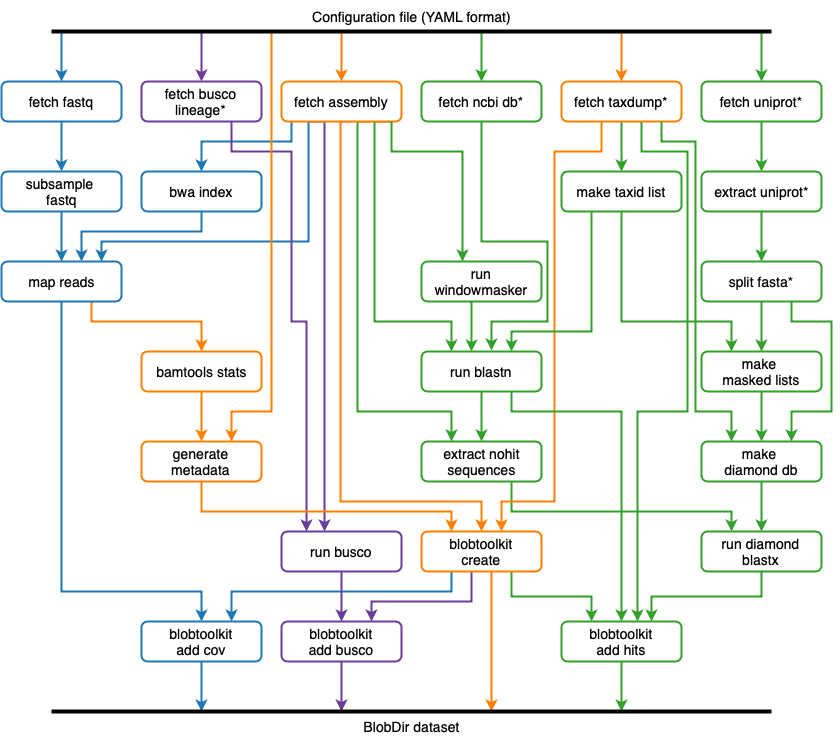 Configuration file (YAML format)
fetch fastq
fetch busco
lineage*
fetch assembly
fetch ncbi db*
fetch taxdump*
fetch uniprot*
subsample
fastq
bwa index
make taxid list
extract uniprot*
map reads
run
windowmasker
split fasta*
bamtools stats
run blastn
make
masked lists
generate
metadata
extract nohit
sequences
make
diamond db
run busco
blobtoolkit
create
run diamond
blastx
blobtoolkit
add cov
blobtoolkit
add busco
blobtoolkit
add hits
BlobDir dataset